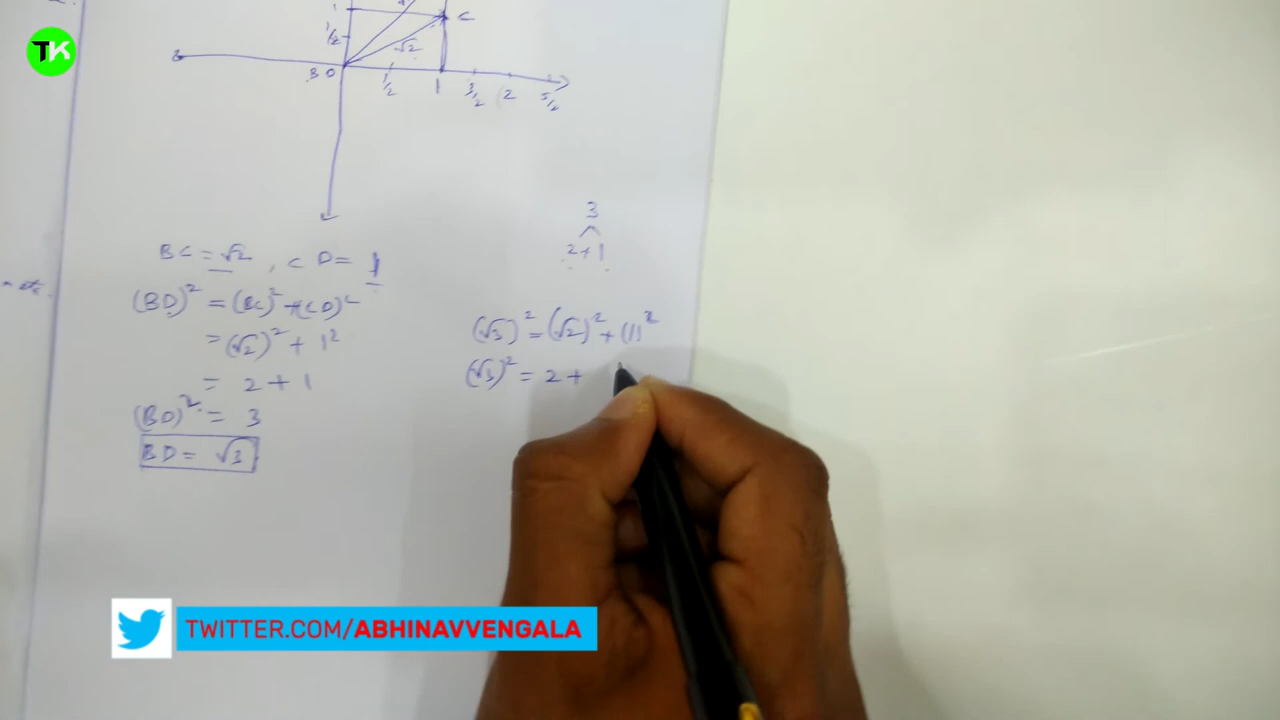 TK
1
C
1/2
√2
B O
1/2 1 3/2 2 5/2
3
2+1
BC = √2, CD = 1
(BD)² = (BC)² + (CD)²
= (√2)² + 1²
= 2 + 1
(BD)² = 3
BD = √3
(√3)² = (√2)² + (1)²
(√3)² = 2 +
TWITTER.COM/ABHINAVVENGALA